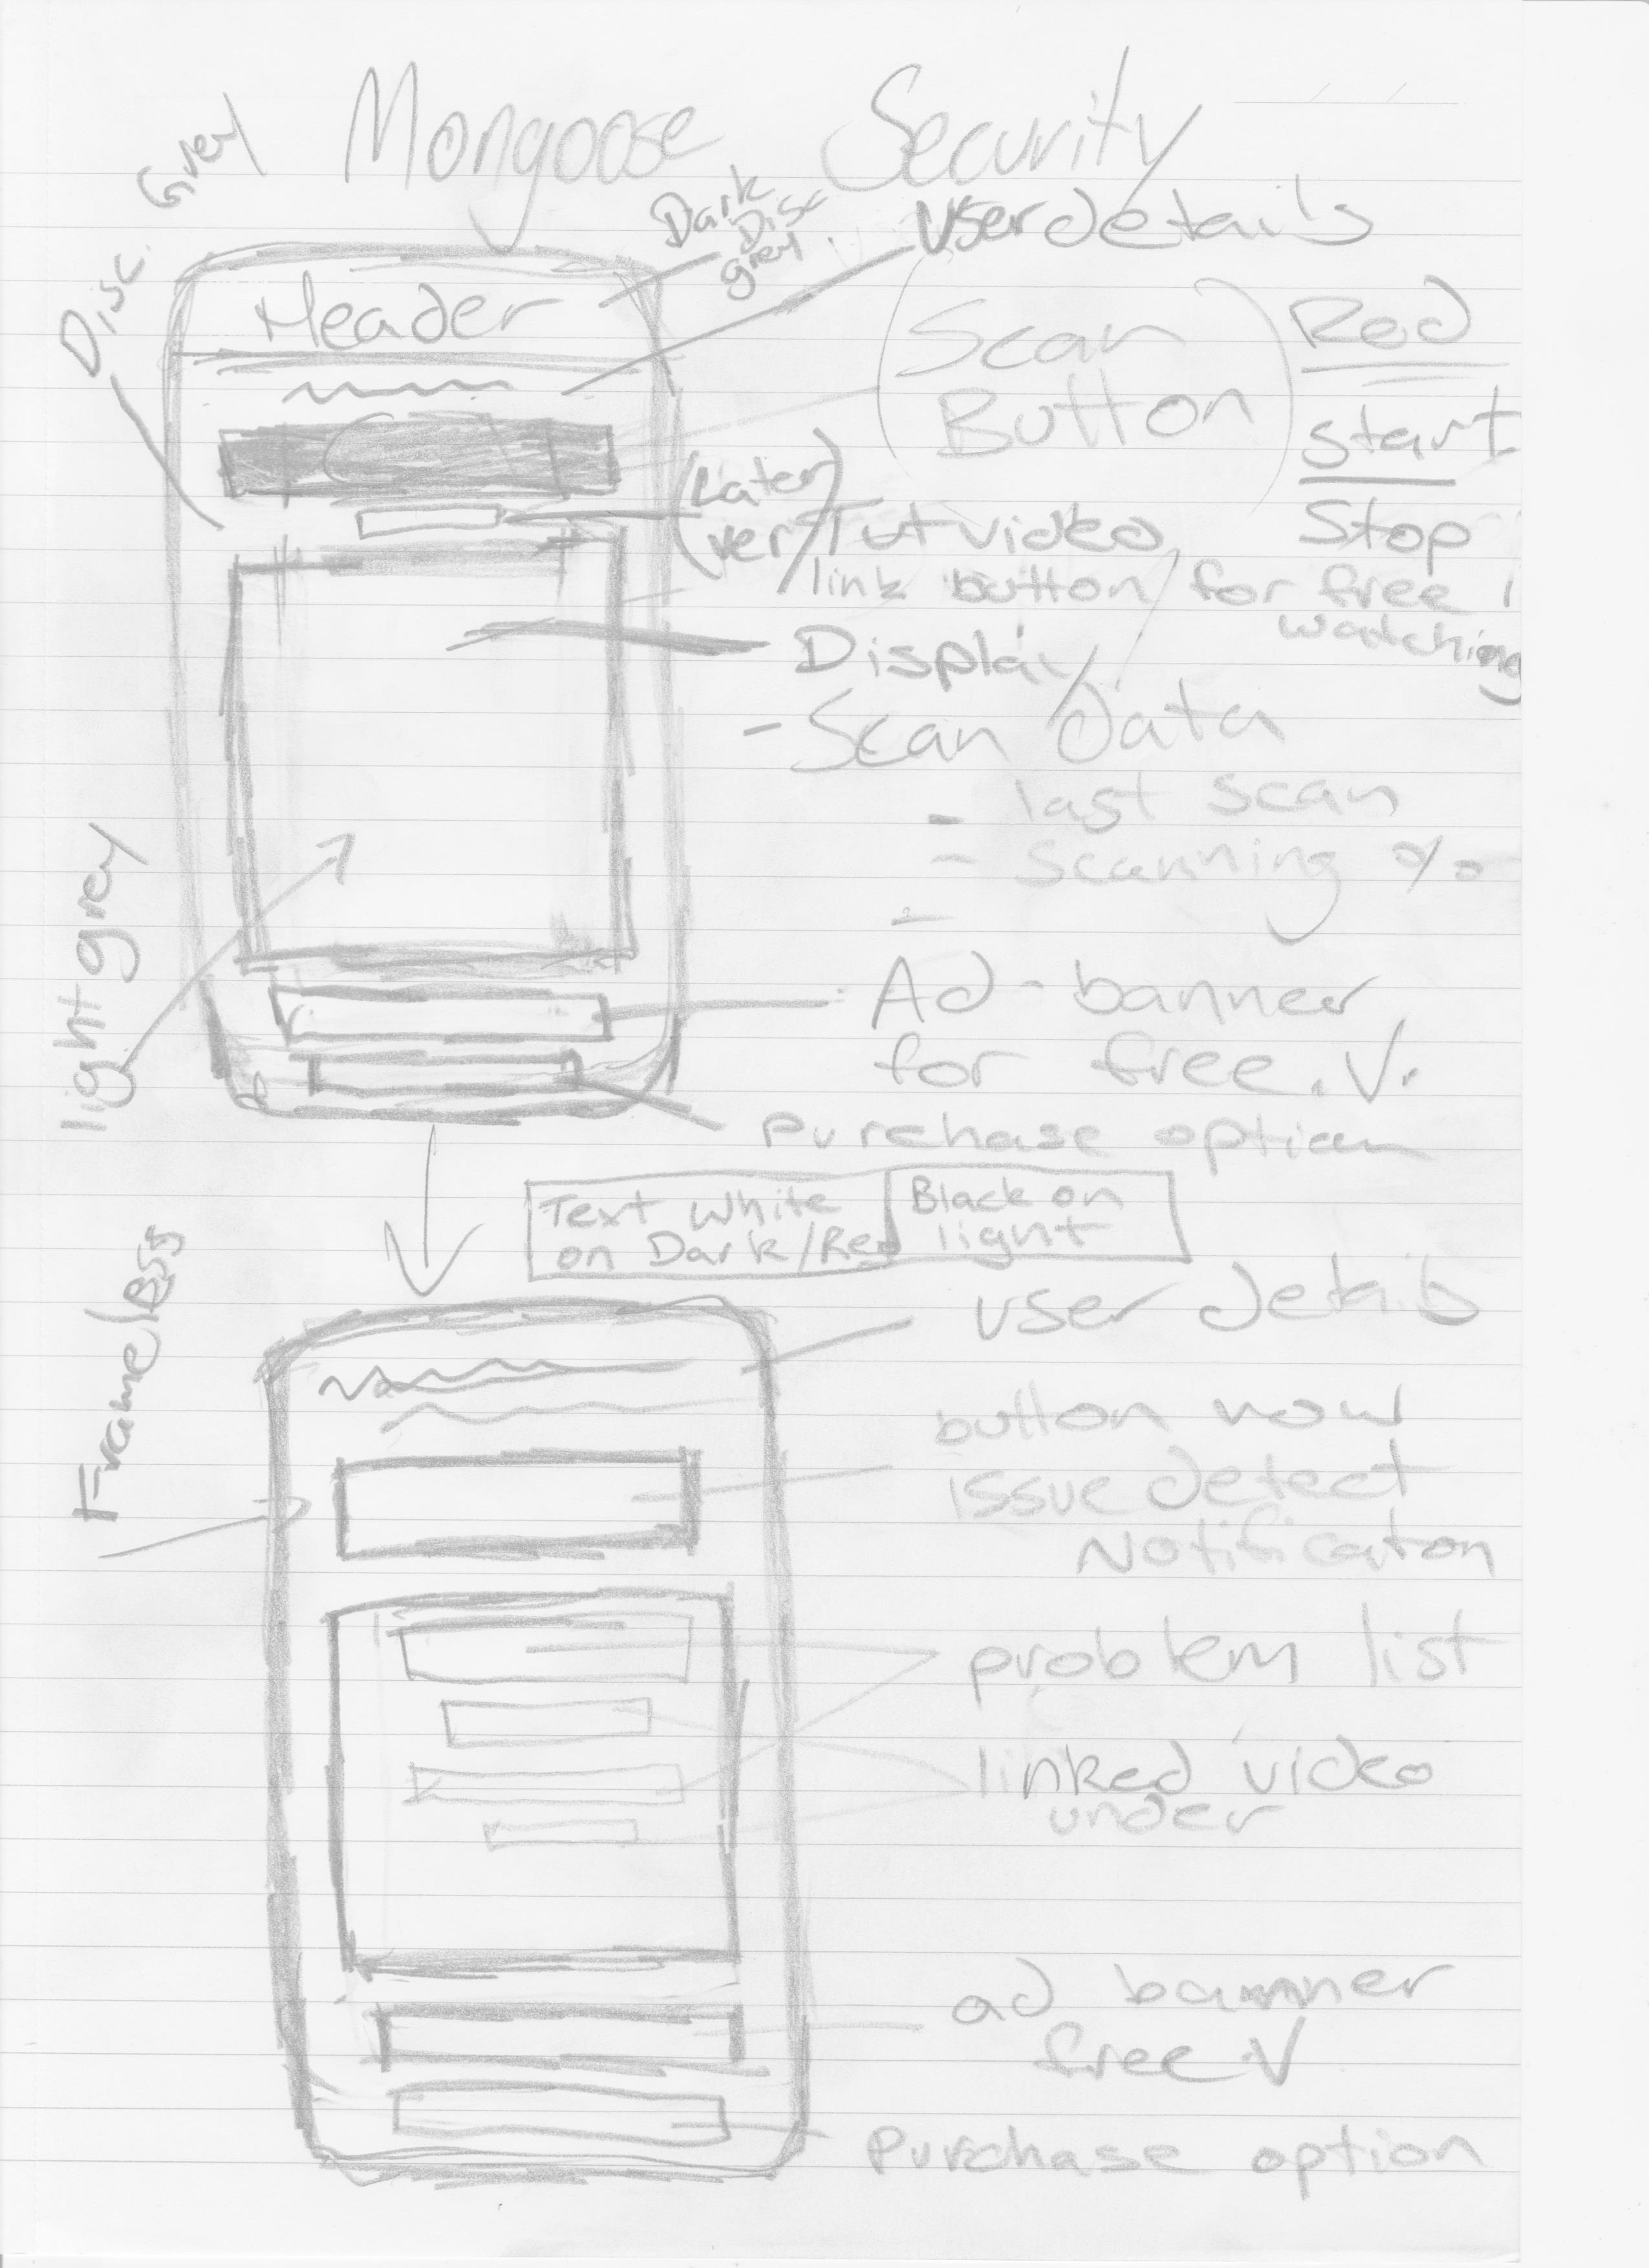 Mongoose Security
Disc. Grey
Dark
Disc
grey
User details
Header
Scan
Button
Red
start
Stop
(Later
ver)
Tut video
link button for free
watching
Display
- Scan data
- last scan
- Scanning %
-
light grey
Ad-banner
for free. V.
Purchase option
Text White
on Dark/Red
Black on
light
User details
button now
issue detect
Notification
problem list
linked video
under
ad banner
free V
Purchase option